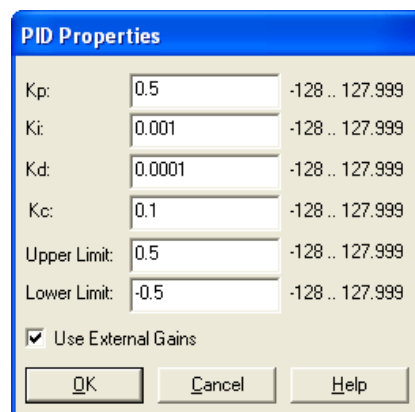 PID Properties
Kp: 0.5 -128 .. 127.999
Ki: 0.001 -128 .. 127.999
Kd: 0.0001 -128 .. 127.999
Kc: 0.1 -128 .. 127.999
Upper Limit: 0.5 -128 .. 127.999
Lower Limit: -0.5 -128 .. 127.999
Use External Gains
OK Cancel Help